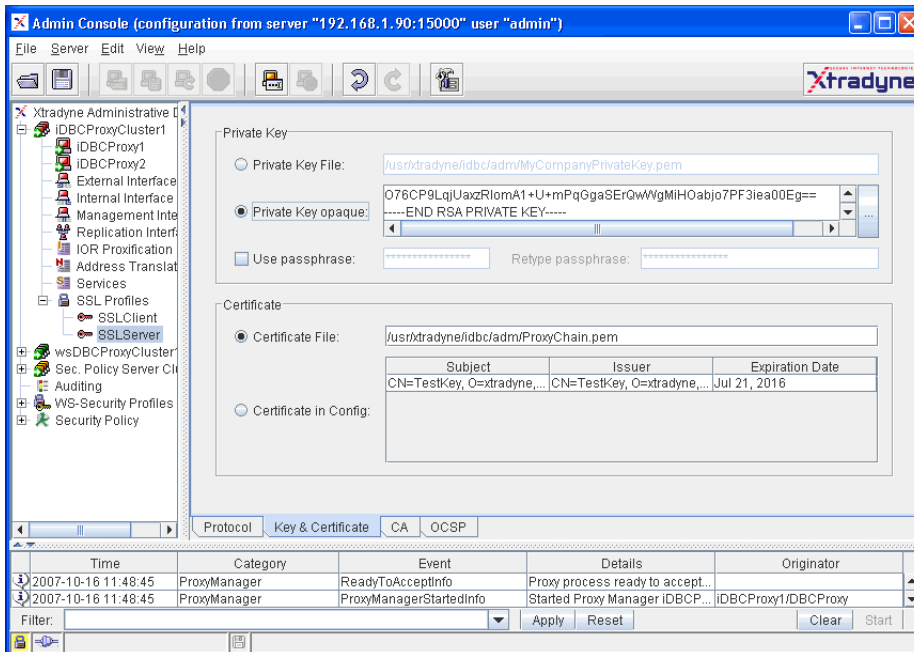 Admin Console (configuration from server "192.168.1.90:15000" user "admin")
File Server Edit View Help
SECURE INTERNET TECHNOLOGIES
Xtradyne
Xtradyne Administrative D
iDBCProxyCluster1
iDBCProxy1
iDBCProxy2
External Interface
Internal Interface
Management Inte
Replication Interf
IOR Proxification
Address Translat
Services
SSL Profiles
SSLClient
SSLServer
wsDBCProxyCluster
Sec. Policy Server Clu
Auditing
WS-Security Profiles
Security Policy
Private Key
Private Key File: /usr/xtradyne/idbc/adm/MyCompanyPrivateKey.pem
O76CP9LqjUaxzRIomA1+U+mPqGgaSErQwWgMiHOabjo7PF3iea00Eg==
Private Key opaque: -----END RSA PRIVATE KEY-----
...
Use passphrase: **************** Retype passphrase: ****************
Certificate
Certificate File: /usr/xtradyne/idbc/adm/ProxyChain.pem
Subject Issuer Expiration Date
CN=TestKey, O=xtradyne,... CN=TestKey, O=xtradyne,... Jul 21, 2016
Certificate in Config:
Protocol Key & Certificate CA OCSP
Time Category Event Details Originator
2007-10-16 11:48:45 ProxyManager ReadyToAcceptInfo Proxy process ready to accept...
2007-10-16 11:48:45 ProxyManager ProxyManagerStartedInfo Started Proxy Manager iDBCP... iDBCProxy1/DBCProxy
Filter: Apply Reset Clear Start